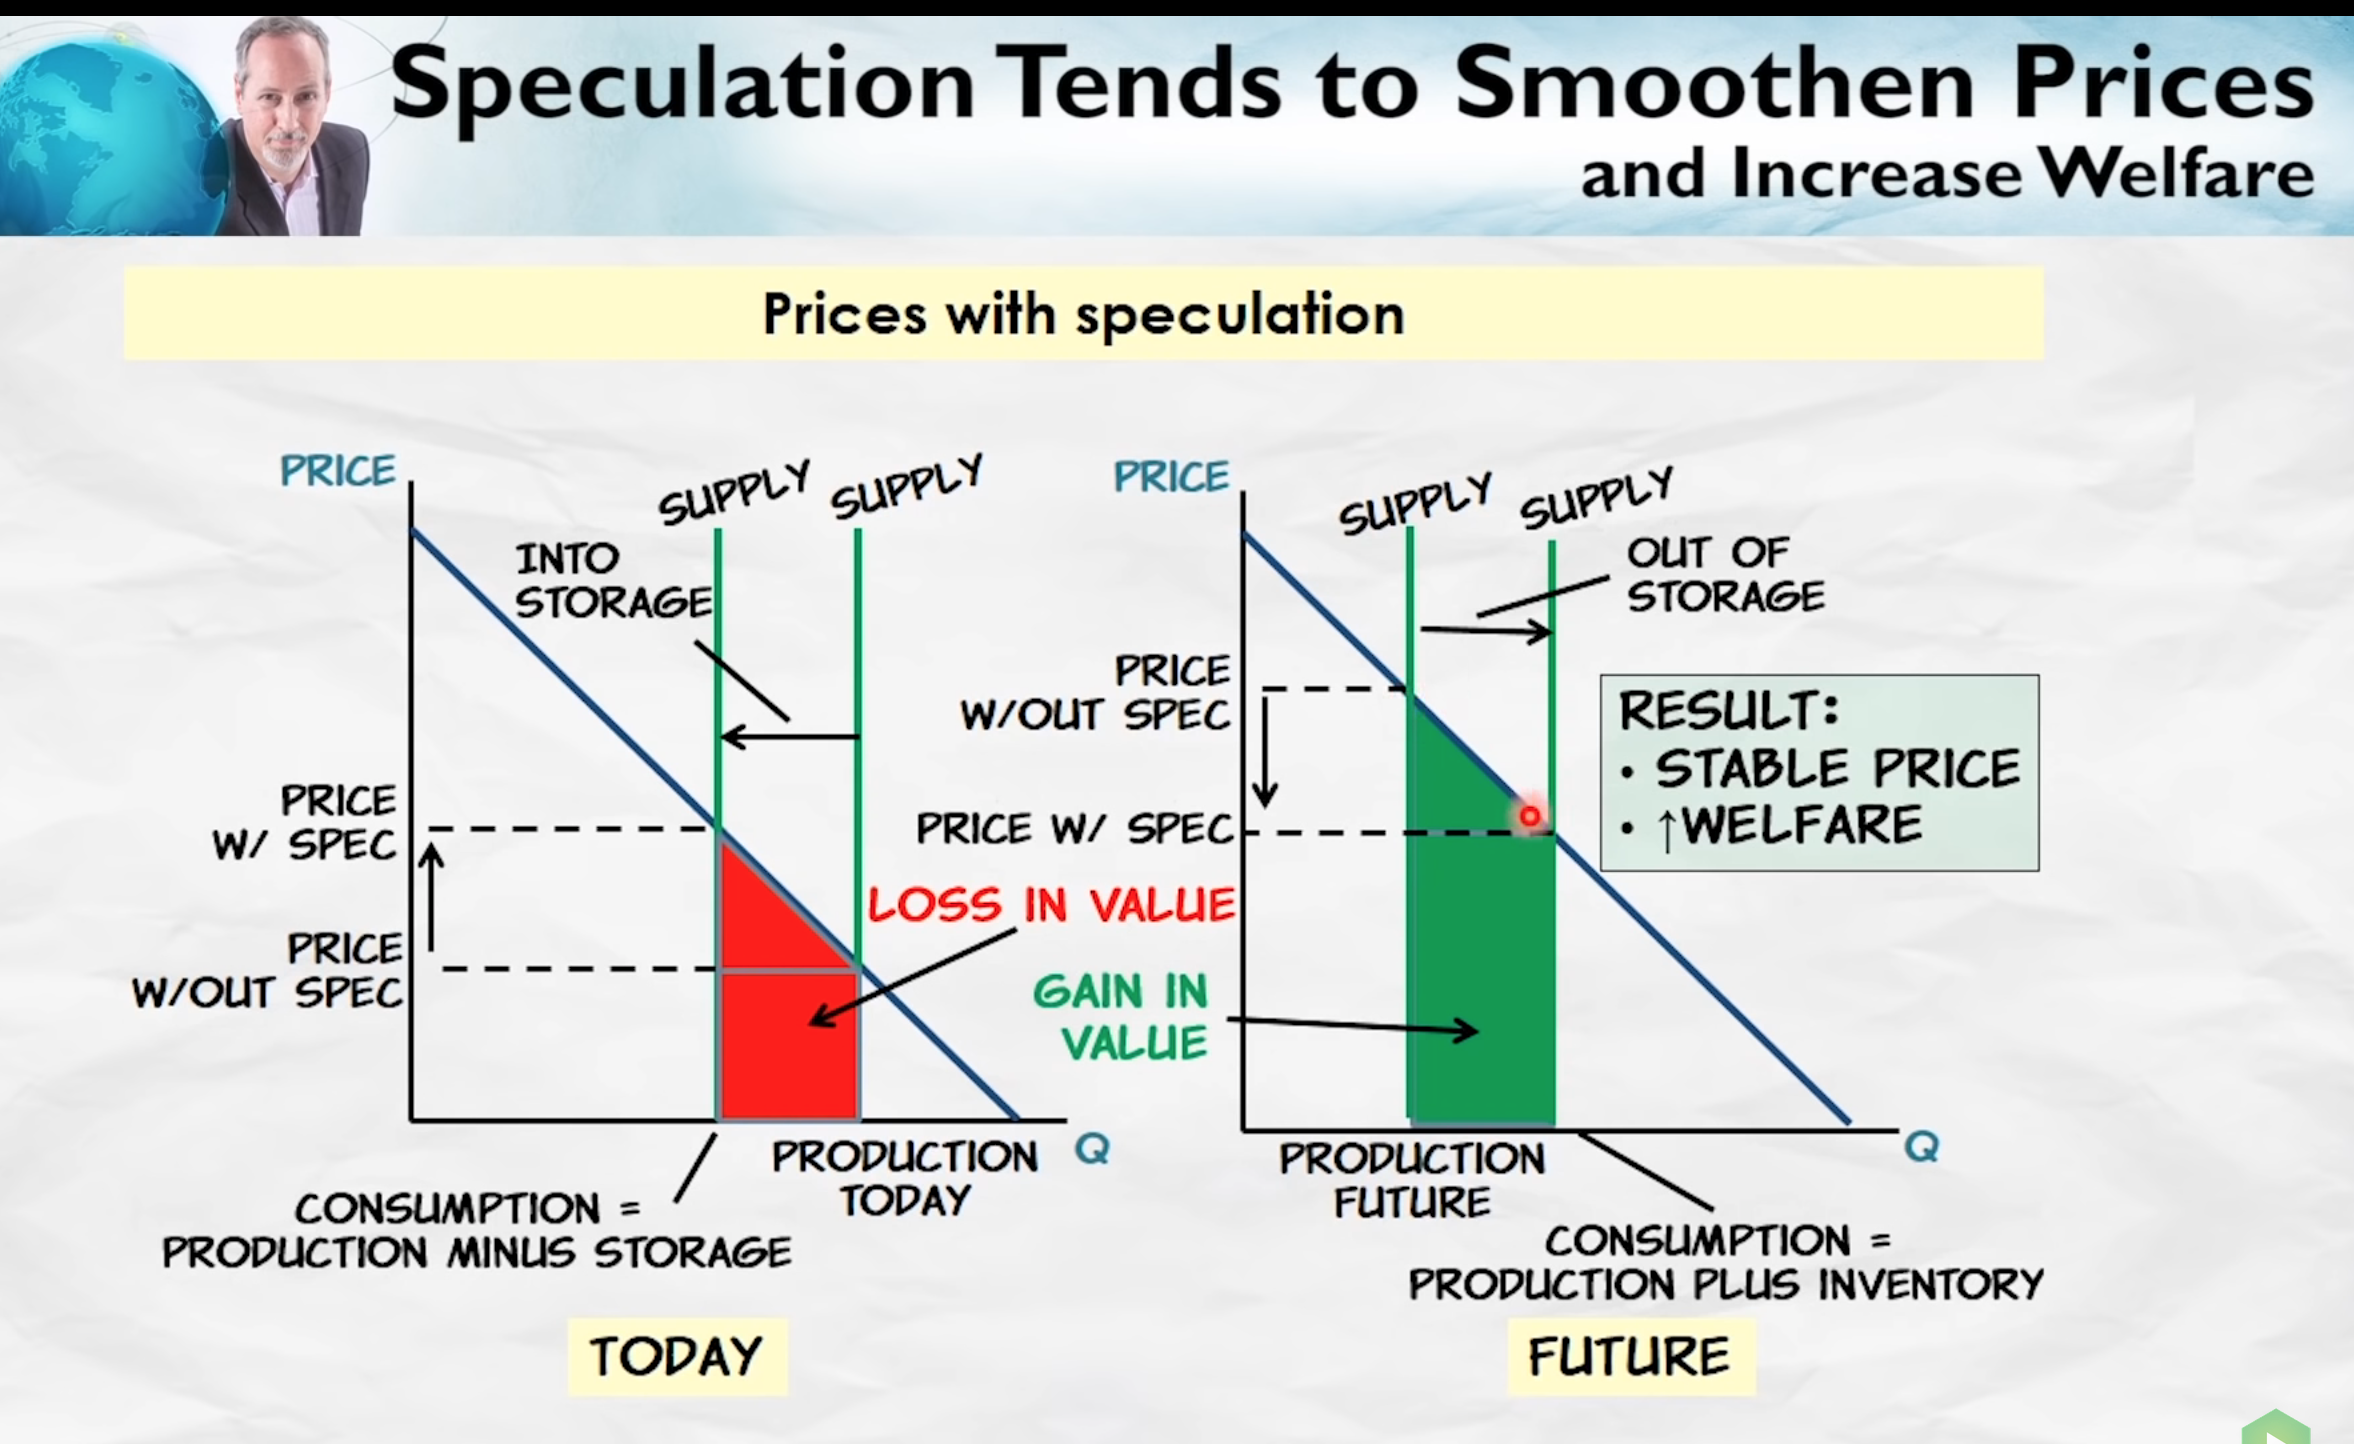 Speculation Tends to Smoothen Prices
and Increase Welfare
Prices with speculation
PRICE
SUPPLY
SUPPLY
INTO
STORAGE
PRICE
W/ SPEC
PRICE
W/OUT SPEC
LOSS IN VALUE
CONSUMPTION =
PRODUCTION MINUS STORAGE
PRODUCTION
TODAY
Q
TODAY
PRICE
SUPPLY
SUPPLY
OUT OF
STORAGE
PRICE
W/OUT SPEC
PRICE W/ SPEC
GAIN IN
VALUE
RESULT:
• STABLE PRICE
• ↑WELFARE
PRODUCTION
FUTURE
Q
CONSUMPTION =
PRODUCTION PLUS INVENTORY
FUTURE